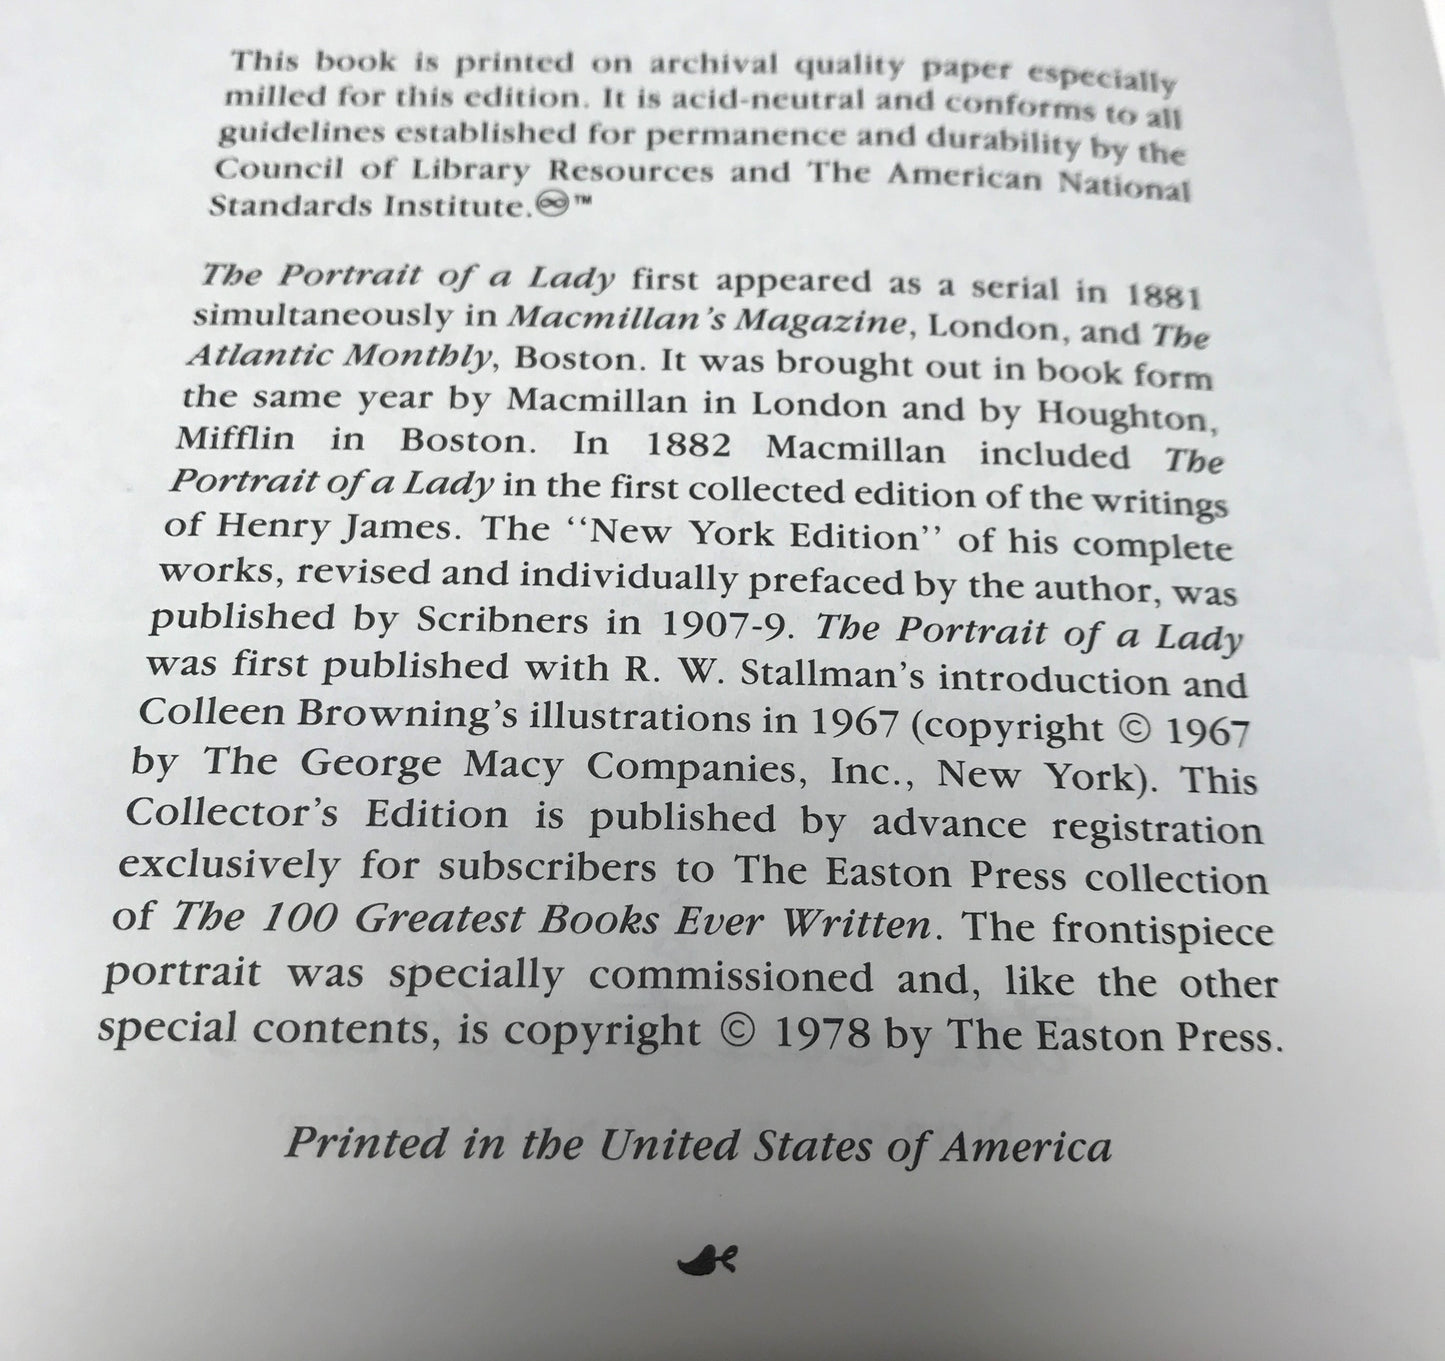 This book is printed on archival quality paper especially
milled for this edition. It is acid-neutral and conforms to all
guidelines established for permanence and durability by the
Council of Library Resources and The American National
Standards Institute.♾™
The Portrait of a Lady first appeared as a serial in 1881
simultaneously in Macmillan's Magazine, London, and The
Atlantic Monthly, Boston. It was brought out in book form
the same year by Macmillan in London and by Houghton,
Mifflin in Boston. In 1882 Macmillan included The
Portrait of a Lady in the first collected edition of the writings
of Henry James. The ‘‘New York Edition’’ of his complete
works, revised and individually prefaced by the author, was
published by Scribners in 1907-9. The Portrait of a Lady
was first published with R. W. Stallman's introduction and
Colleen Browning's illustrations in 1967 (copyright © 1967
by The George Macy Companies, Inc., New York). This
Collector's Edition is published by advance registration
exclusively for subscribers to The Easton Press collection
of The 100 Greatest Books Ever Written. The frontispiece
portrait was specially commissioned and, like the other
special contents, is copyright © 1978 by The Easton Press.
Printed in the United States of America